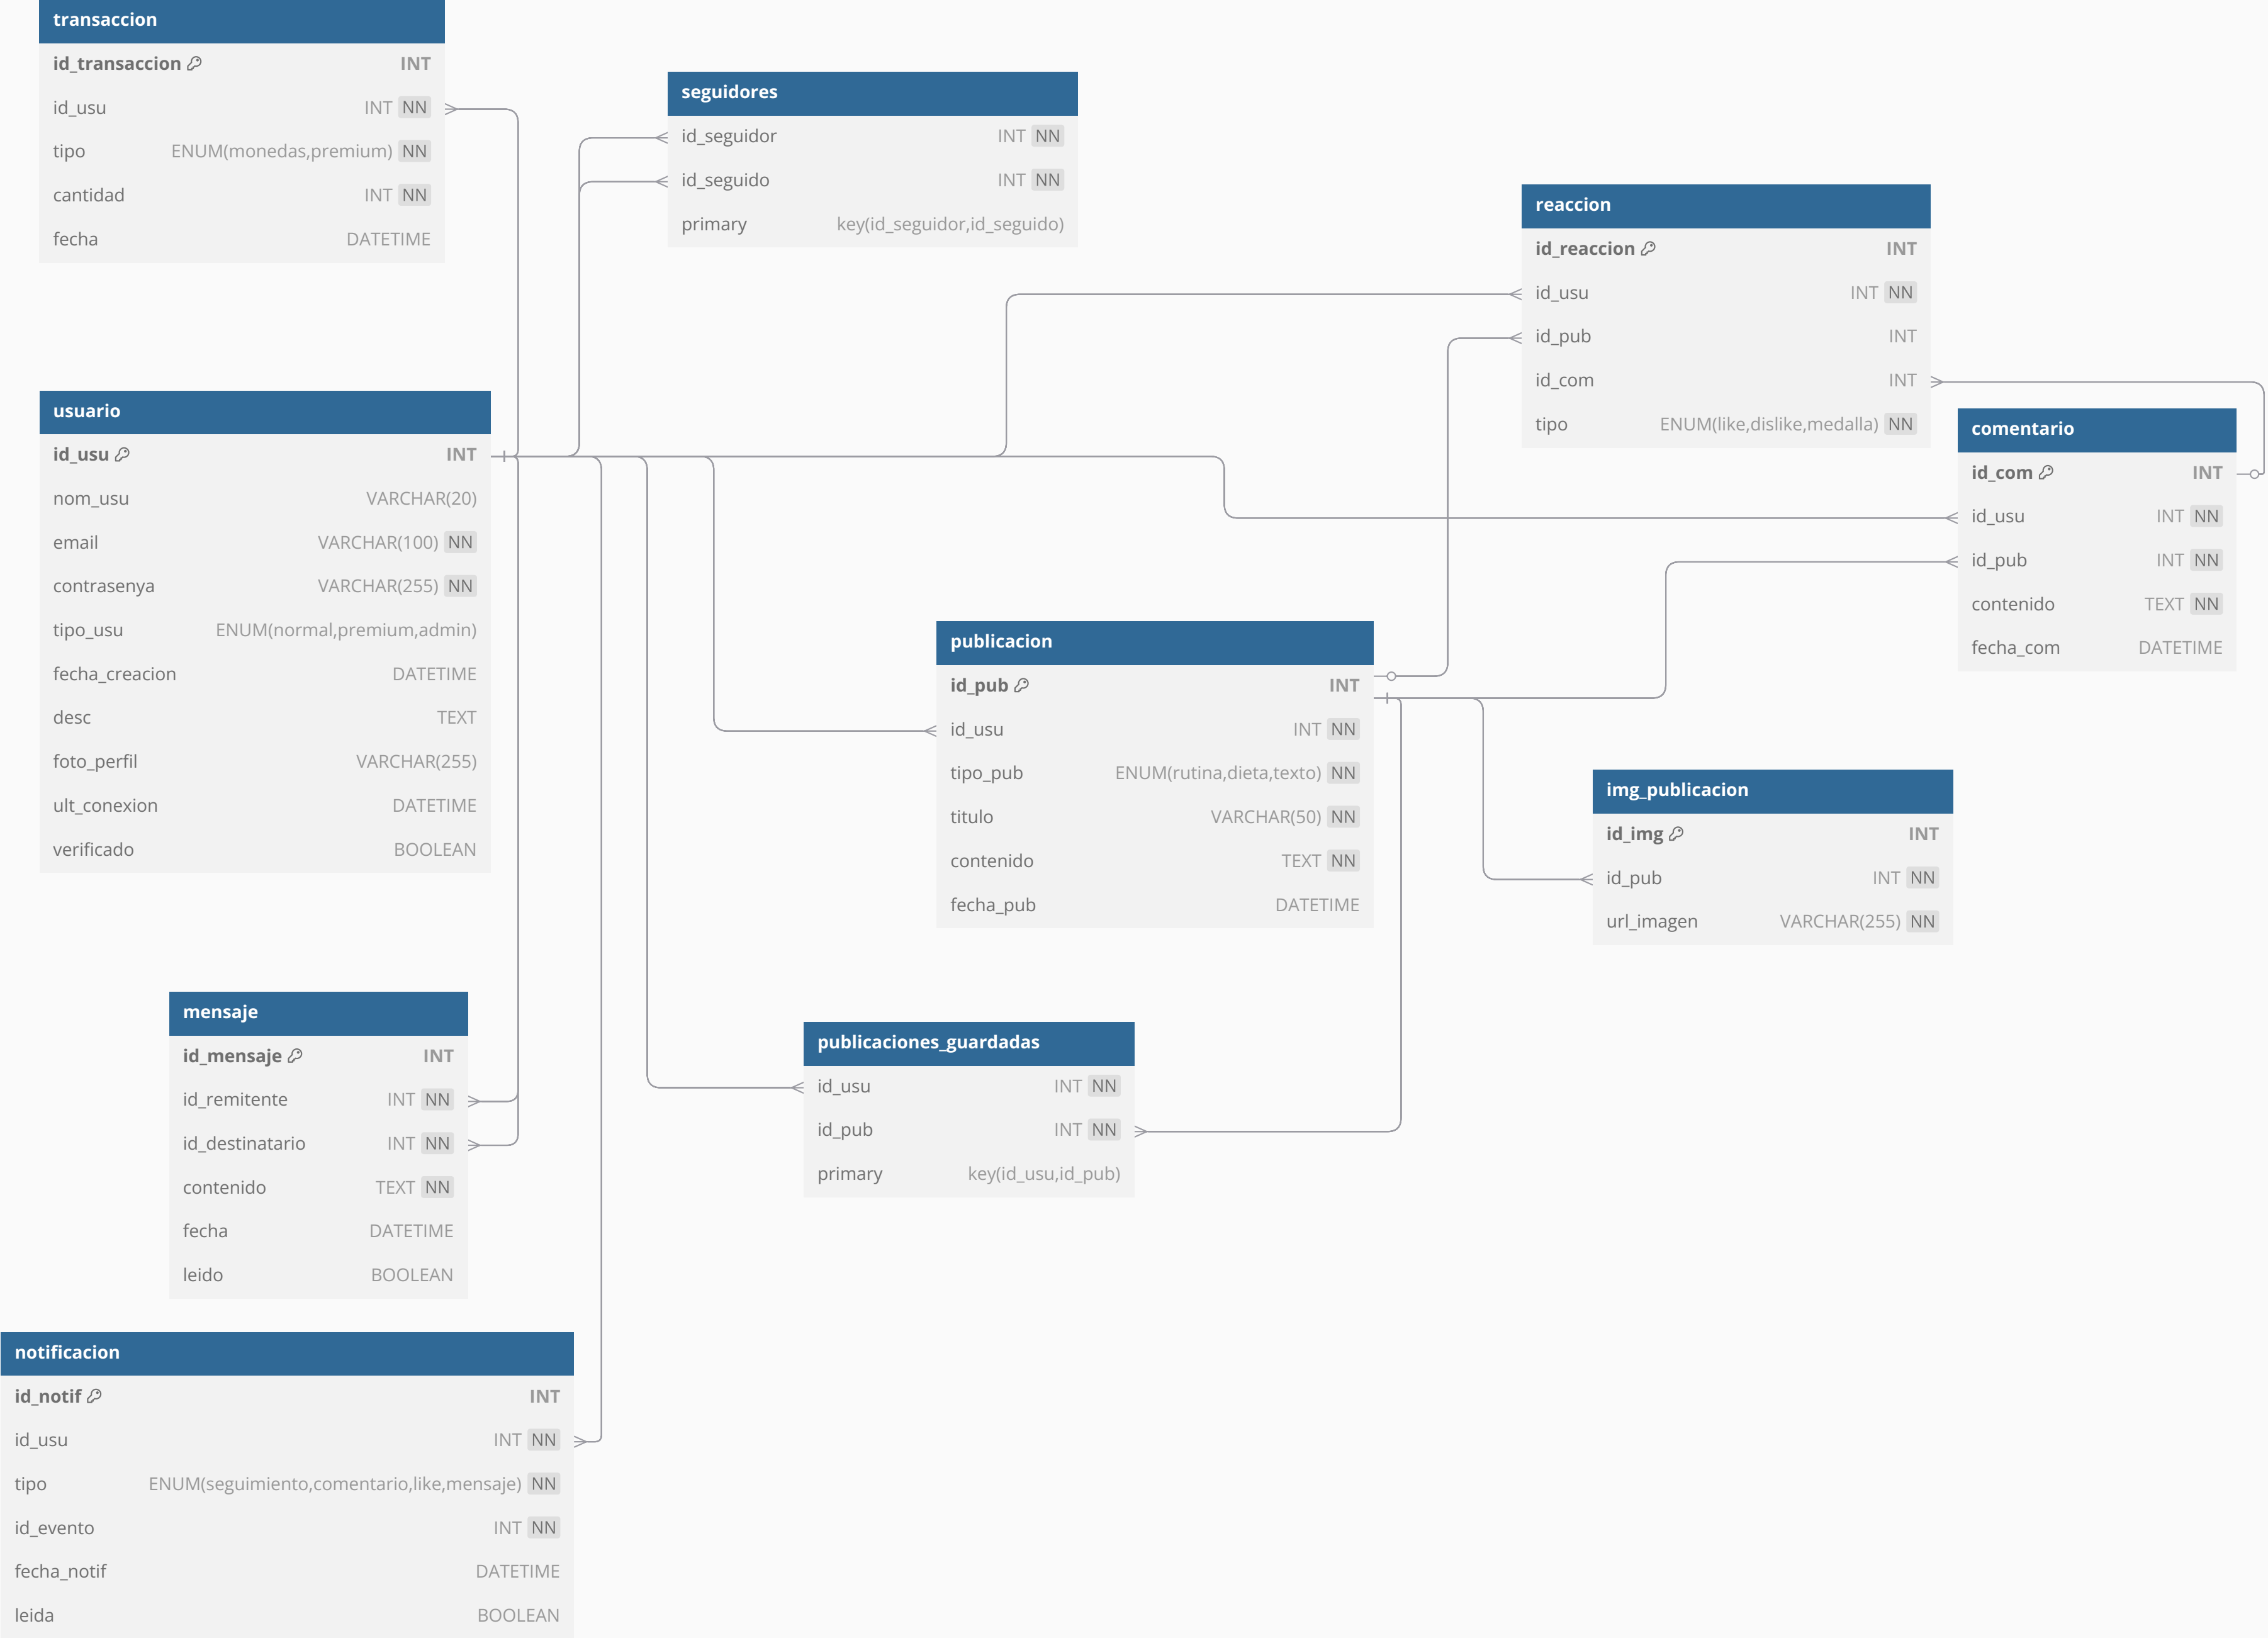 transaccion
id_transaccion INT
id_usu INT NN
tipo ENUM(monedas,premium) NN
cantidad INT NN
fecha DATETIME
seguidores
id_seguidor INT NN
id_seguido INT NN
primary key(id_seguidor,id_seguido)
reaccion
id_reaccion INT
id_usu INT NN
id_pub INT
id_com INT
tipo ENUM(like,dislike,medalla) NN
usuario
id_usu INT
nom_usu VARCHAR(20)
email VARCHAR(100) NN
contrasenya VARCHAR(255) NN
tipo_usu ENUM(normal,premium,admin)
fecha_creacion DATETIME
desc TEXT
foto_perfil VARCHAR(255)
ult_conexion DATETIME
verificado BOOLEAN
comentario
id_com INT
id_usu INT NN
id_pub INT NN
contenido TEXT NN
fecha_com DATETIME
publicacion
id_pub INT
id_usu INT NN
tipo_pub ENUM(rutina,dieta,texto) NN
titulo VARCHAR(50) NN
contenido TEXT NN
fecha_pub DATETIME
img_publicacion
id_img INT
id_pub INT NN
url_imagen VARCHAR(255) NN
mensaje
id_mensaje INT
id_remitente INT NN
id_destinatario INT NN
contenido TEXT NN
fecha DATETIME
leido BOOLEAN
publicaciones_guardadas
id_usu INT NN
id_pub INT NN
primary key(id_usu,id_pub)
notificacion
id_notif INT
id_usu INT NN
tipo ENUM(seguimiento,comentario,like,mensaje) NN
id_evento INT NN
fecha_notif DATETIME
leida BOOLEAN